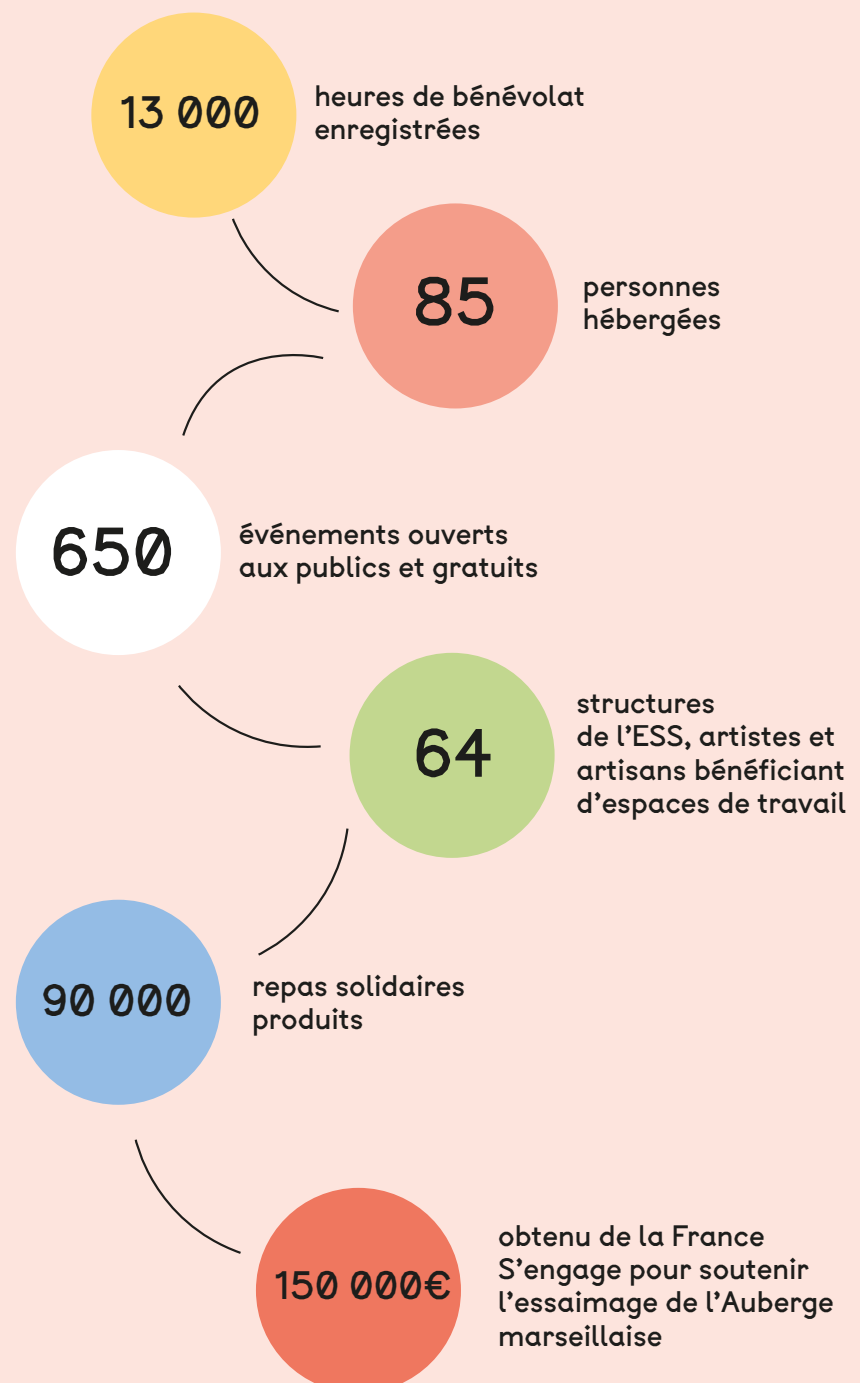 13 000
heures de bénévolat
enregistrées
85
personnes
hébergées
650
événements ouverts
aux publics et gratuits
64
structures
de l'ESS, artistes et
artisans bénéficiant
d'espaces de travail
90 000
repas solidaires
produits
150 000€
obtenu de la France
S'engage pour soutenir
l'essaimage de l'Auberge
marseillaise